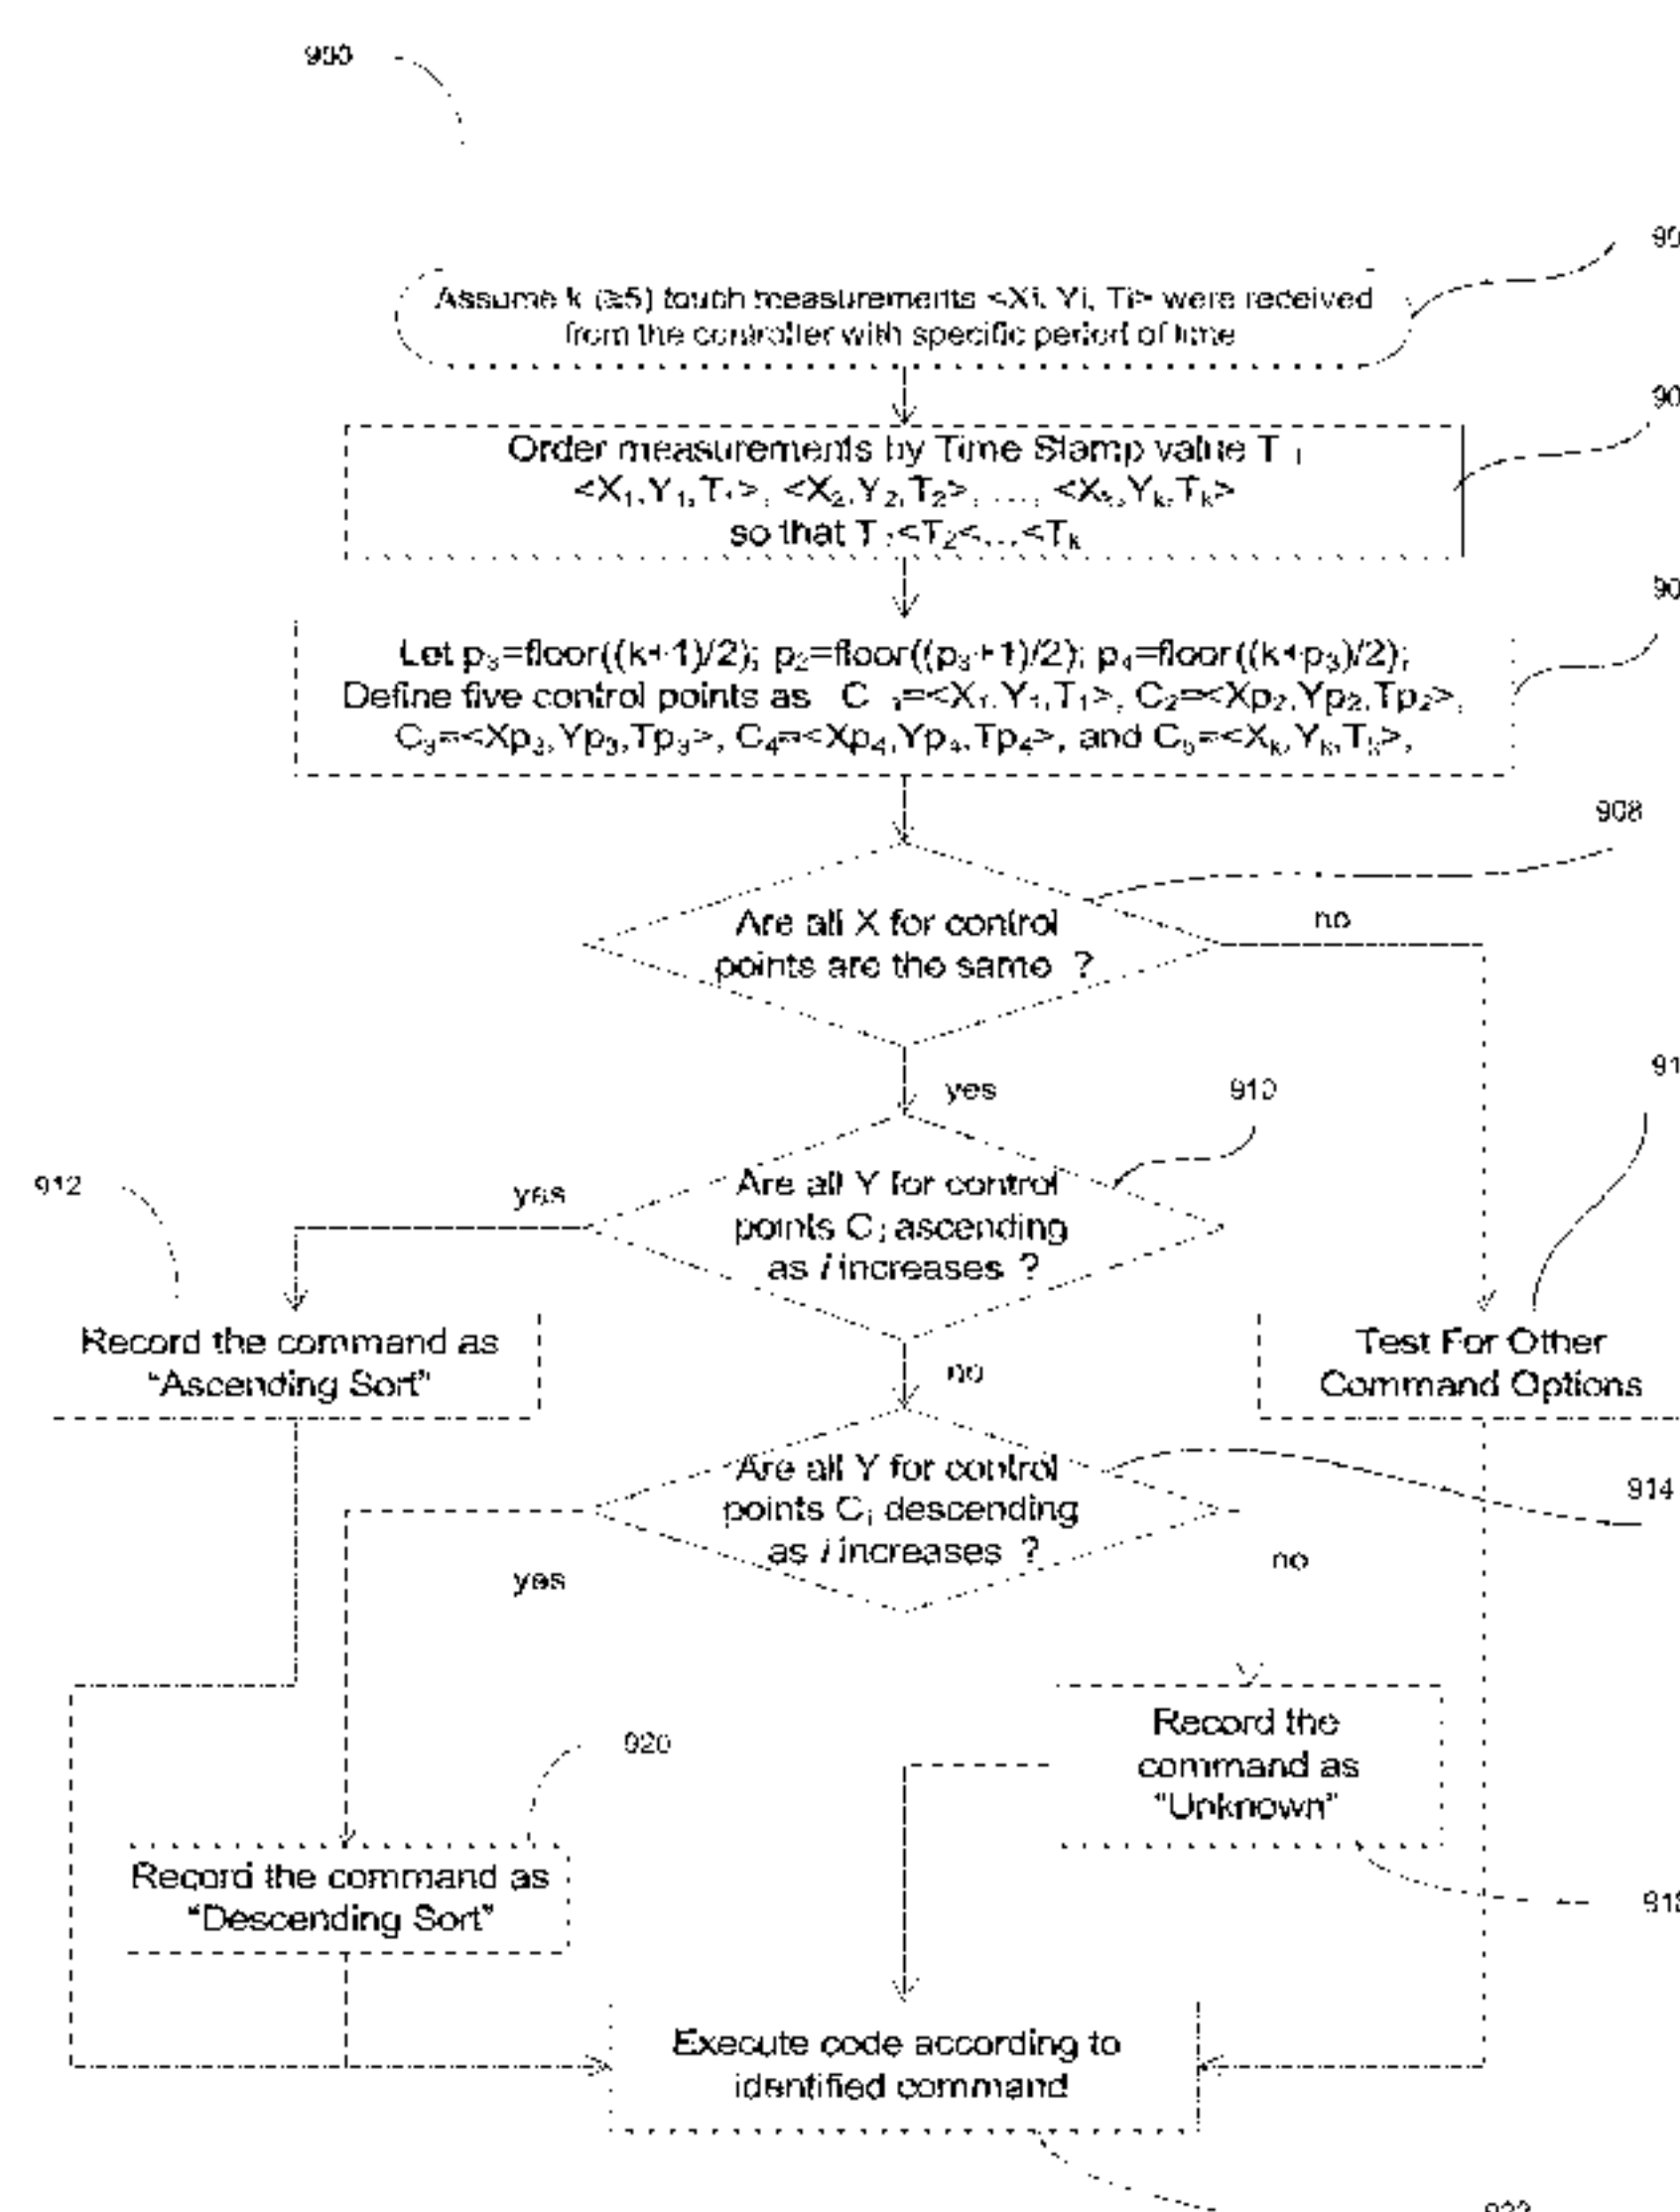 900
Assume k (≥5) touch measurements <Xi, Yi, Ti> were received
from the controller with specific period of time
Order measurements by Time Stamp value T i
<X1,Y1,T1>, <X2,Y2,T2>, ..., <Xk,Yk,Tk>
so that T1<T2<...<Tk
Let p3=floor((k+1)/2); p2=floor((p3+1)/2); p4=floor((k+p3)/2);
Define five control points as C 1=<X1,Y1,T1>, C2=<Xp2,Yp2,Tp2>,
C3=<Xp3,Yp3,Tp3>, C4=<Xp4,Yp4,Tp4>, and C5=<Xk,Yk,Tk>,
908
Are all X for control
points are the same ?
no
yes
910
912
yes
Are all Y for control
points Ci ascending
as i increases ?
Record the command as
"Ascending Sort"
no
Test For Other
Command Options
Are all Y for control
points Ci descending
as i increases ?
914
yes
no
Record the
command as
"Unknown"
920
Record the command as
"Descending Sort"
Execute code according to
identified command